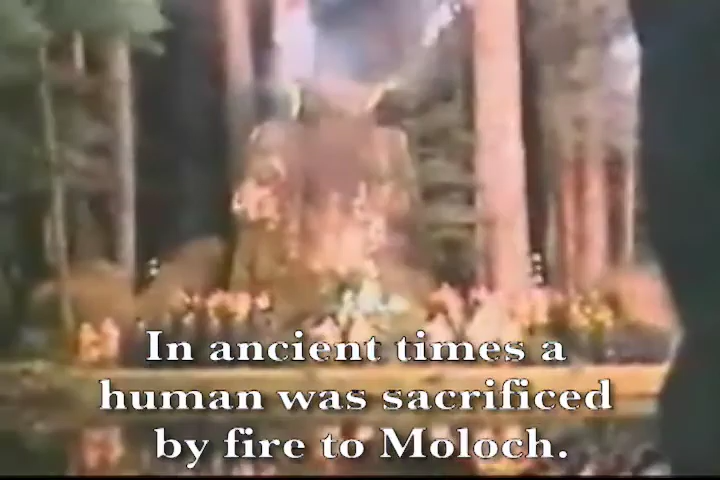 In ancient times a
human was sacrificed
by fire to Moloch.